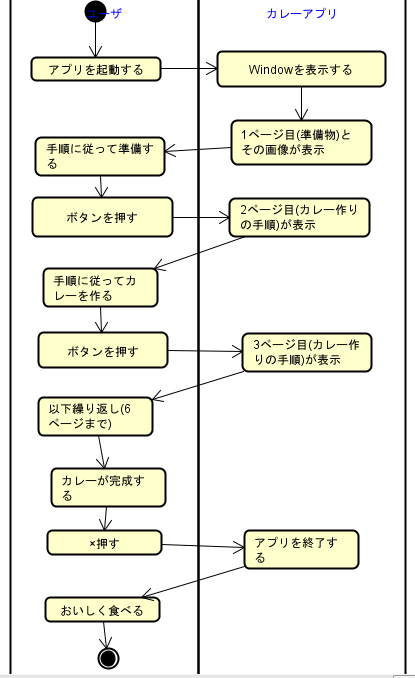 ユーザ
カレーアプリ
アプリを起動する
Windowを表示する
1ページ目(準備物)と
その画像が表示
手順に従って準備す
る
ボタンを押す
2ページ目(カレー作り
の手順)が表示
手順に従ってカ
レーを作る
ボタンを押す
3ページ目(カレー作
りの手順)が表示
以下繰り返し(6
ページまで)
カレーが完成す
る
×押す
アプリを終了す
る
おいしく食べる